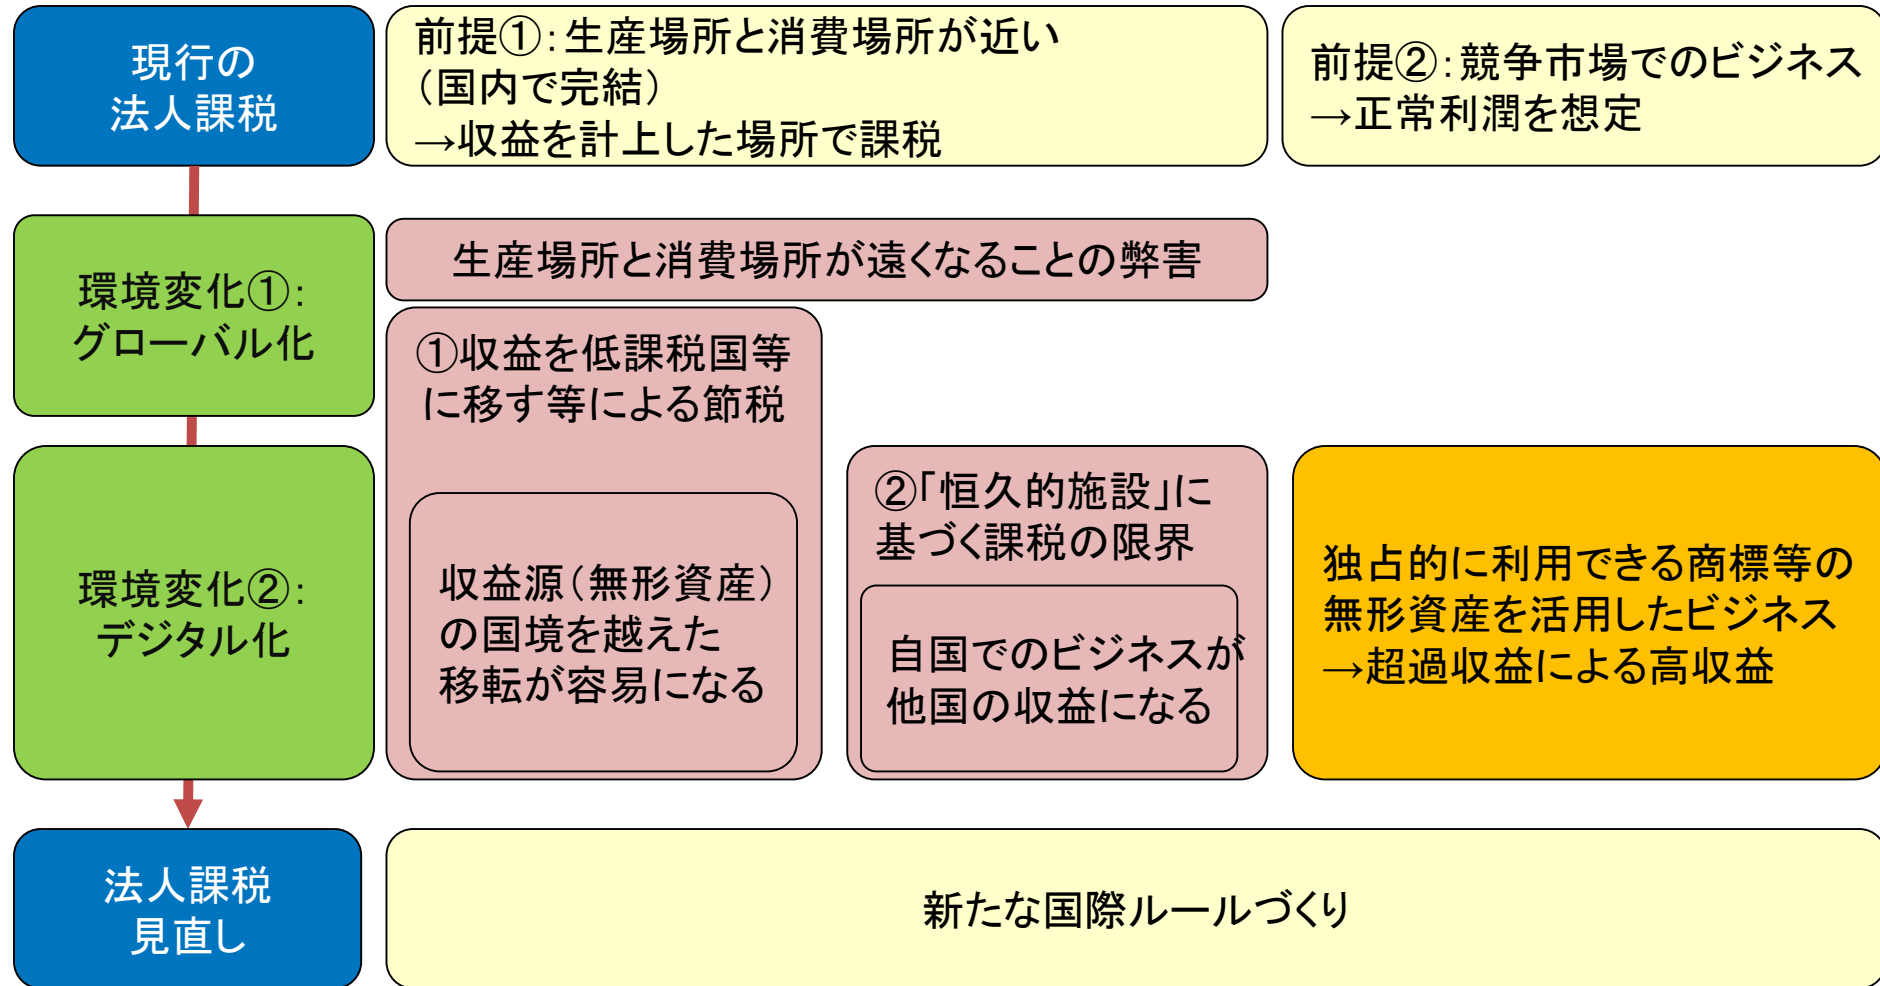 現行の
法人課税
前提①:生産場所と消費場所が近い
(国内で完結)
→収益を計上した場所で課税
前提②:競争市場でのビジネス
→正常利潤を想定
環境変化①:
グローバル化
生産場所と消費場所が遠くなることの弊害
①収益を低課税国等
に移す等による節税
環境変化②:
デジタル化
収益源(無形資産)
の国境を越えた
移転が容易になる
②「恒久的施設」に
基づく課税の限界
自国でのビジネスが
他国の収益になる
独占的に利用できる商標等の
無形資産を活用したビジネス
→超過収益による高収益
法人課税
見直し
新たな国際ルールづくり